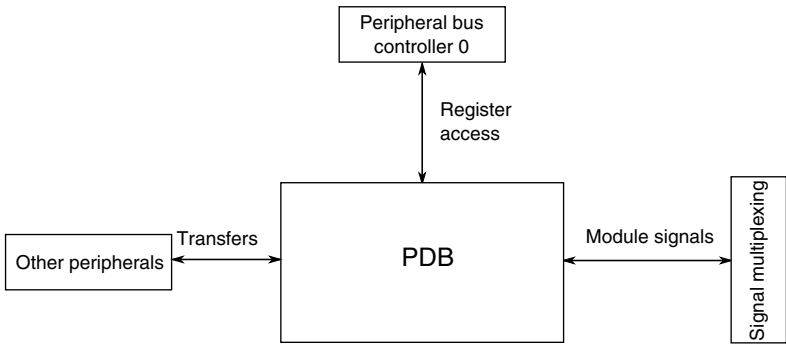 Peripheral bus
controller 0
Register
access
Other peripherals
Transfers
PDB
Module signals
Signal multiplexing